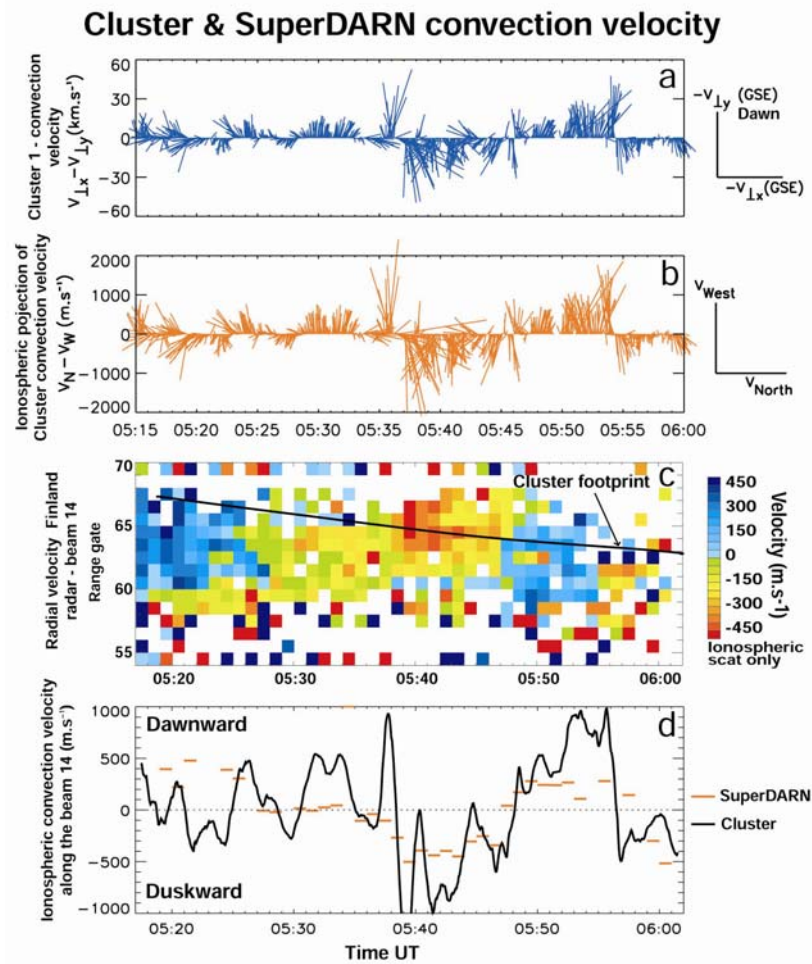 Cluster & SuperDARN convection velocity
Cluster 1 - convection
velocity
V⊥x−V⊥y (km.s⁻¹)
60
30
0
−30
−60
a
−V⊥y (GSE)
Dawn
−V⊥x(GSE)
Ionospheric pojection of
Cluster convection velocity
VN−VW (m.s⁻¹)
2000
1000
0
−1000
−2000
b
VWest
VNorth
05:15 05:20 05:25 05:30 05:35 05:40 05:45 05:50 05:55 06:00
Radial velocity Finland
radar - beam 14
Range gate
70
65
60
55
c
Cluster footprint
05:20 05:30 05:40 05:50 06:00
450
300
150
0
-150
-300
-450
Velocity (m.s-1)
Ionospheric
scat only
Ionospheric convection velocity
along the beam 14 (m.s⁻¹)
1000
500
0
−500
−1000
Dawnward
d
Duskward
SuperDARN
Cluster
05:20 05:30 05:40 05:50 06:00
Time UT